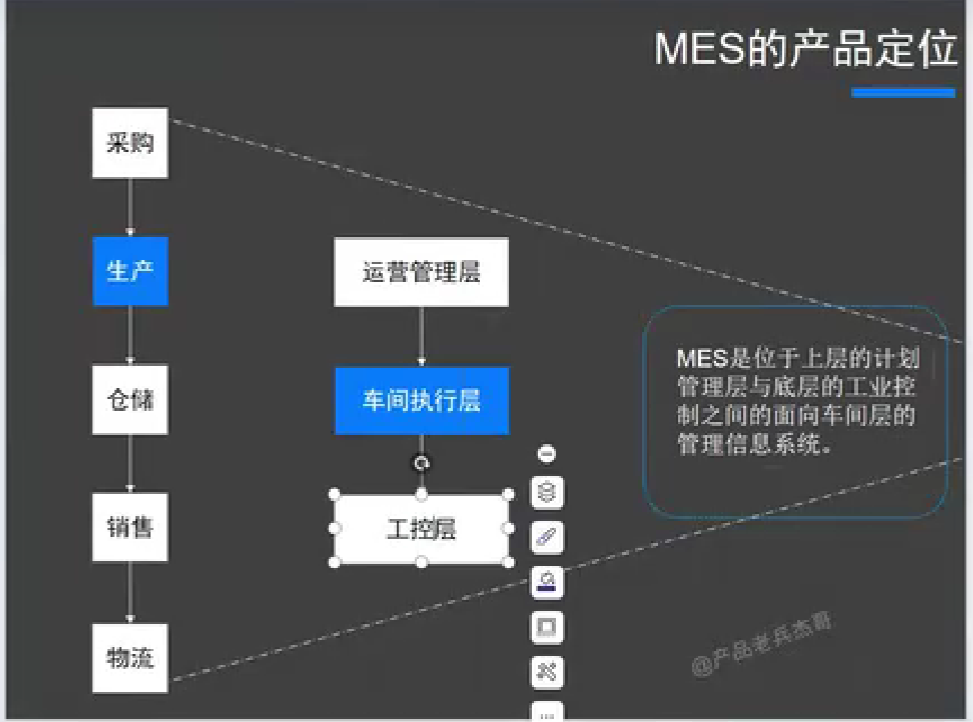 MES的产品定位
采购
生产
仓储
销售
物流
运营管理层
车间执行层
工控层
MES是位于上层的计划
管理层与底层的工业控
制之间的面向车间层的
管理信息系统。
@产品老兵杰哥